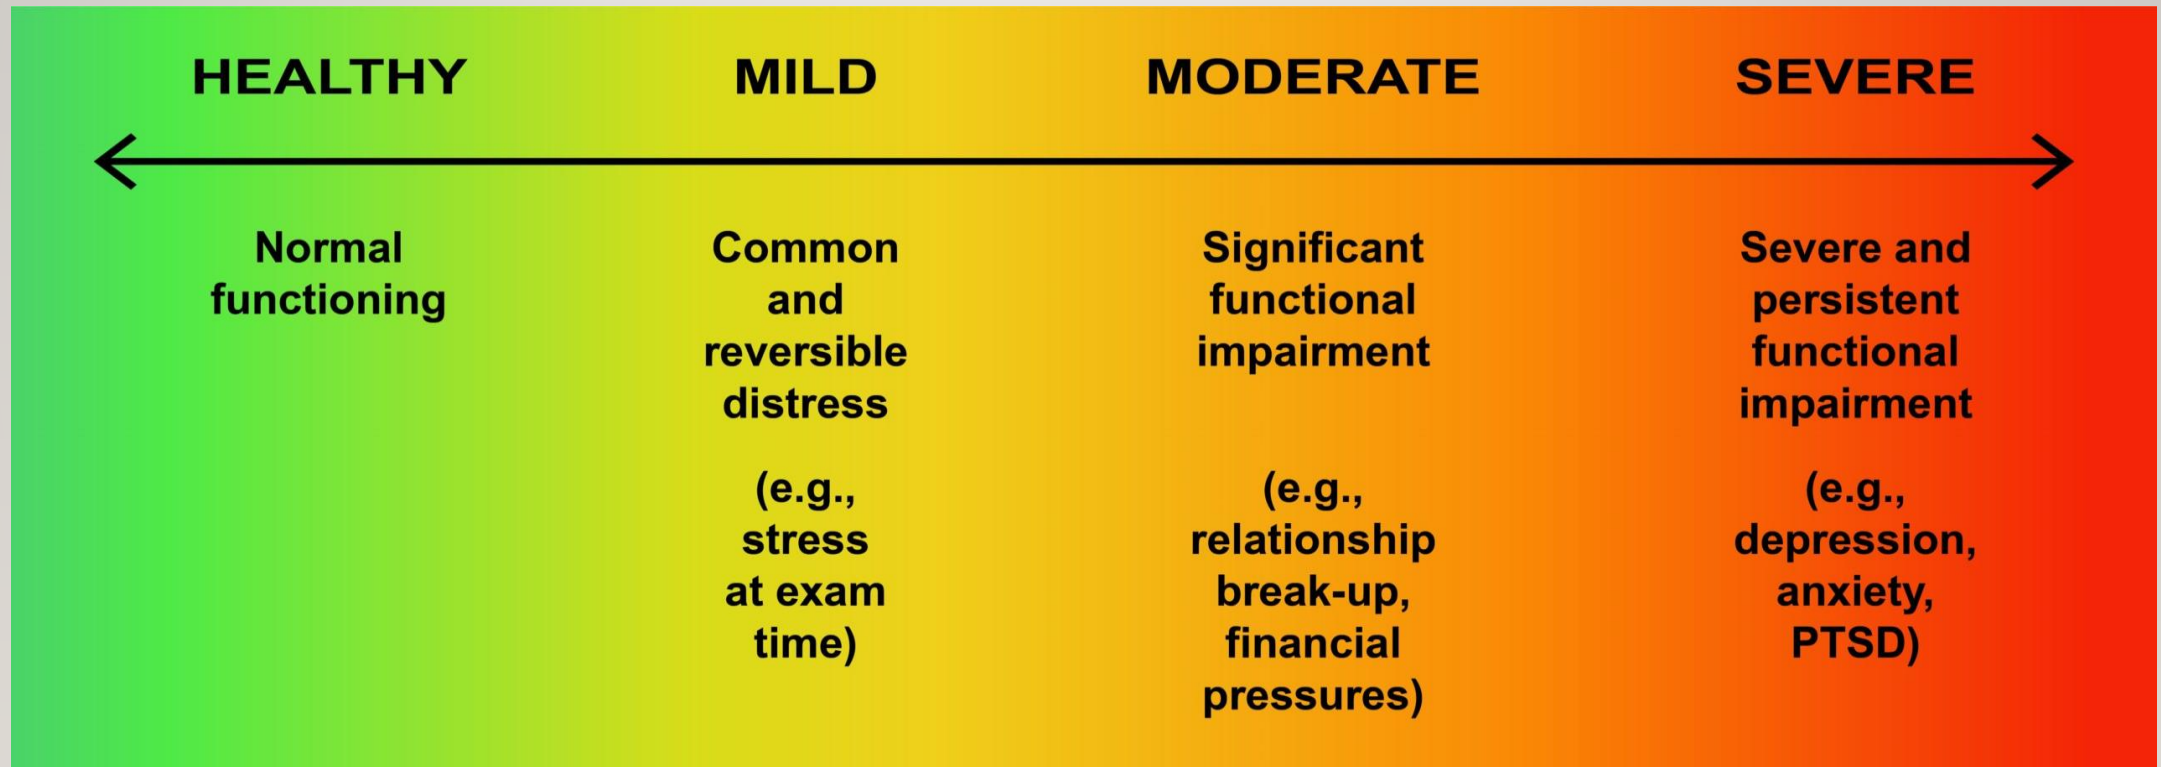 HEALTHY
MILD
MODERATE
SEVERE
Normal
functioning
Common
and
reversible
distress
(e.g.,
stress
at exam
time)
Significant
functional
impairment
(e.g.,
relationship
break-up,
financial
pressures)
Severe and
persistent
functional
impairment
(e.g.,
depression,
anxiety,
PTSD)